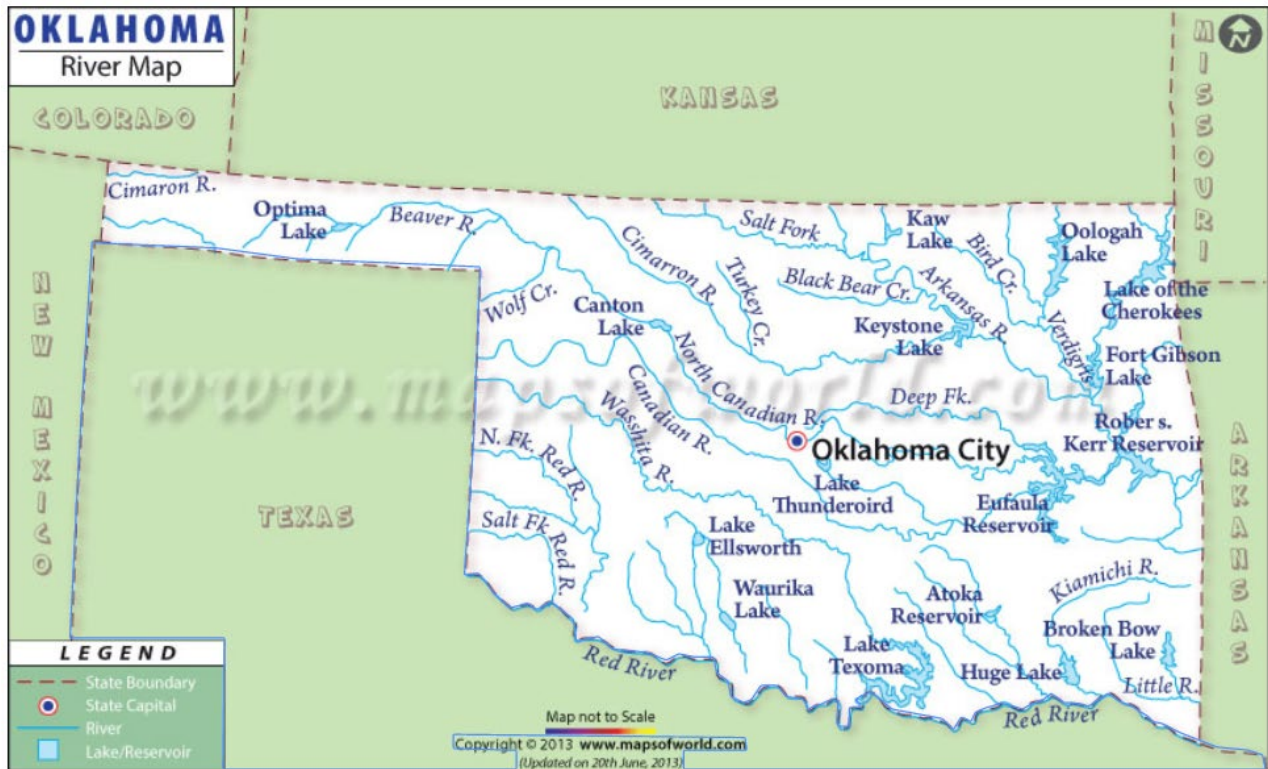 OKLAHOMA
River Map
N
COLORADO
KANSAS
MISSOURI
NEW MEXICO
TEXAS
ARKANSAS
www.mapsofworld.com
Cimaron R.
Optima
Lake
Beaver R.
Wolf Cr.
Cimarron R.
Turkey Cr.
Salt Fork
Black Bear Cr.
Kaw
Lake
Bird Cr.
Arkansas R.
Oologah
Lake
Lake of the
Cherokees
Verdigris
Keystone
Lake
Fort Gibson
Lake
Canton
Lake
North Canadian R.
Canadian R.
Wasshita R.
Deep Fk.
Oklahoma City
Rober s.
Kerr Reservoir
N. Fk. Red R.
Salt Fk Red R.
Lake
Thunderoird
Eufaula
Reservoir
Lake
Ellsworth
Waurika
Lake
Atoka
Reservoir
Kiamichi R.
Broken Bow
Lake
Lake
Texoma
Huge Lake
Little R.
Red River
Red River
LEGEND
State Boundary
State Capital
River
Lake/Reservoir
Map not to Scale
Copyright © 2013 www.mapsofworld.com
(Updated on 20th June, 2013)